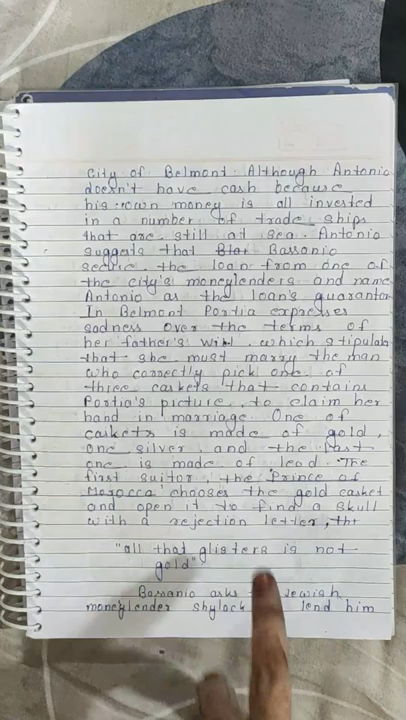 City of Belmont. Although Antonio
doesn't have cash because
his own money is all invested
in a number of trade ships
that are still at sea. Antonio
suggests that Bassanio
the loan from one of
the city's moneylenders and name
Antonio as the loan's guarantor
In Belmont Portia expresses
sadness over the terms of
her father's will, which stipulats
that she must marry the man
who correctly pick one of
three caskets that contains
Portia's picture, to claim her
hand in marriage. One of
caskets is made of gold,
one silver, and the last
one is made of lead. The
first suitor, the Prince of
Morocco chooses the gold casket
and open it to find a skull
with a rejection letter, the
"all that glisters is not
gold"
Bassanio asks Jewish
moneylender Shylock lend him